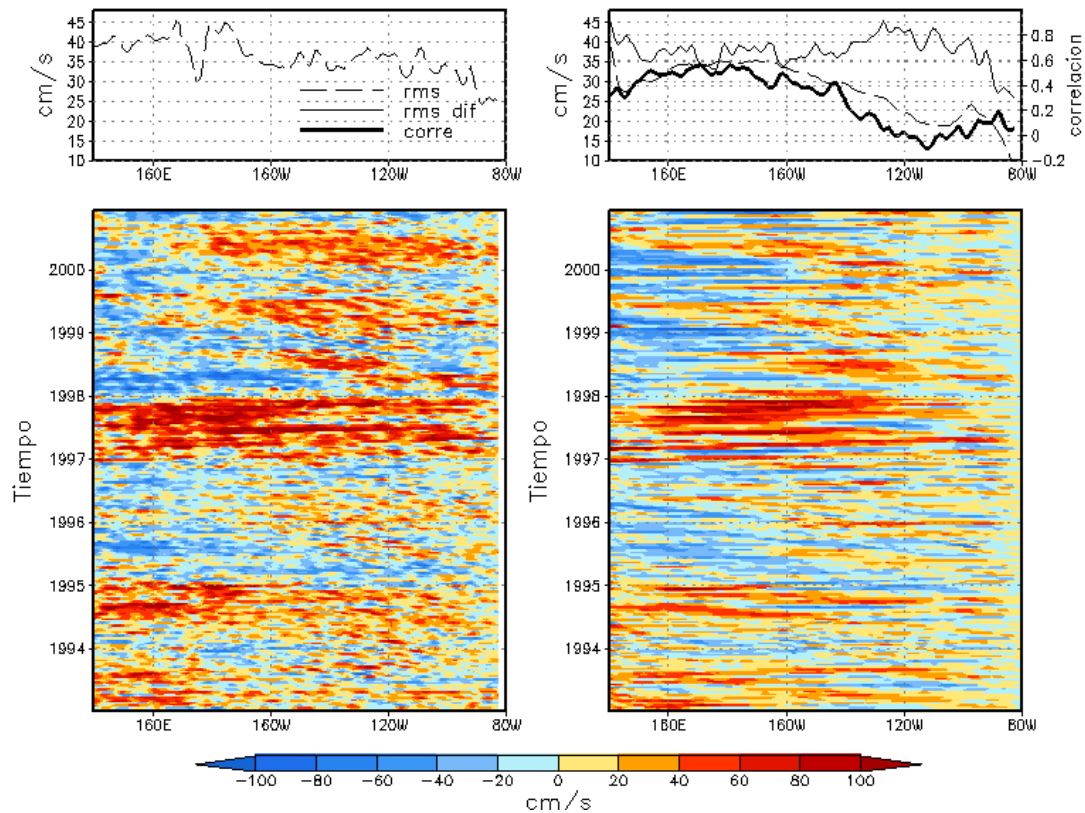 45
40
35
30
25
20
15
10
cm/s
rms
rms dif
corre
160E
160W
120W
80W
45
40
35
30
25
20
15
10
cm/s
0.8
0.6
0.4
0.2
0
−0.2
correlacion
160E
160W
120W
80W
2000
1999
1998
1997
1996
1995
1994
Tiempo
160E
160W
120W
80W
2000
1999
1998
1997
1996
1995
1994
Tiempo
160E
160W
120W
80W
−100 −80 −60 −40 −20 0 20 40 60 80 100
cm/s